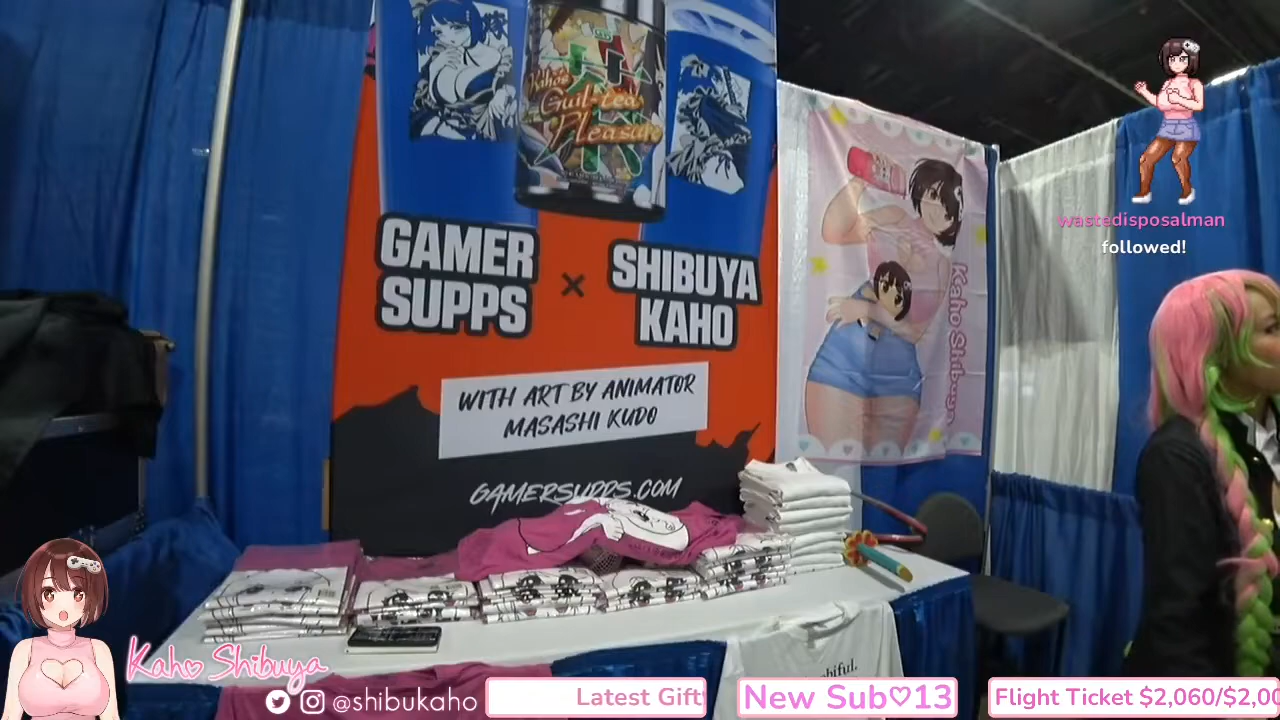 Kaho's
Guil-tea
Pleasure
GAMER
SUPPS
×
SHIBUYA
KAHO
WITH ART BY ANIMATOR
MASASHI KUDO
GAMERSUPPS.COM
Kaho Shibuya
wastedisposalman
followed!
Kaho Shibuya
@shibukaho
Latest Gift
New Sub♡13
Flight Ticket $2,060/$2,00